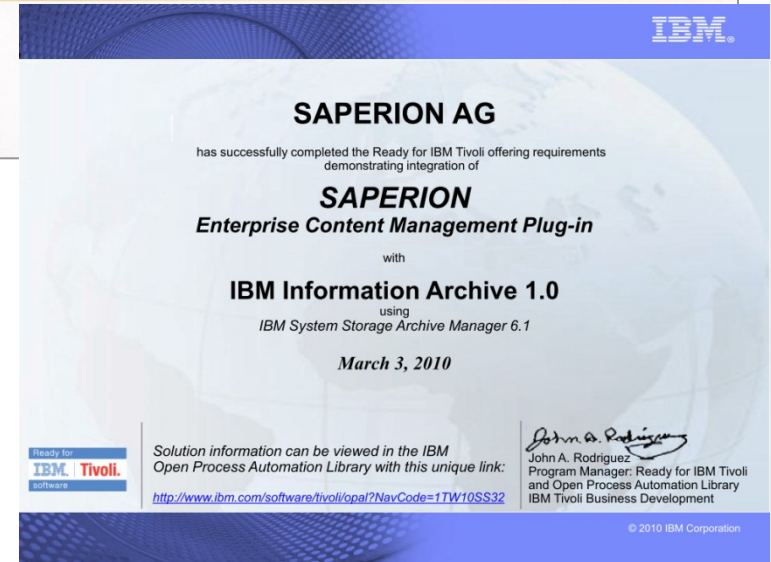 IBM®
SAPERION AG
has successfully completed the Ready for IBM Tivoli offering requirements
demonstrating integration of
SAPERION
Enterprise Content Management Plug-in
with
IBM Information Archive 1.0
using
IBM System Storage Archive Manager 6.1
March 3, 2010
Ready for
IBM Tivoli.
software
Solution information can be viewed in the IBM
Open Process Automation Library with this unique link:
http://www.ibm.com/software/tivoli/opal?NavCode=1TW10SS32
John A. Rodriguez
John A. Rodriguez
Program Manager: Ready for IBM Tivoli
and Open Process Automation Library
IBM Tivoli Business Development
© 2010 IBM Corporation